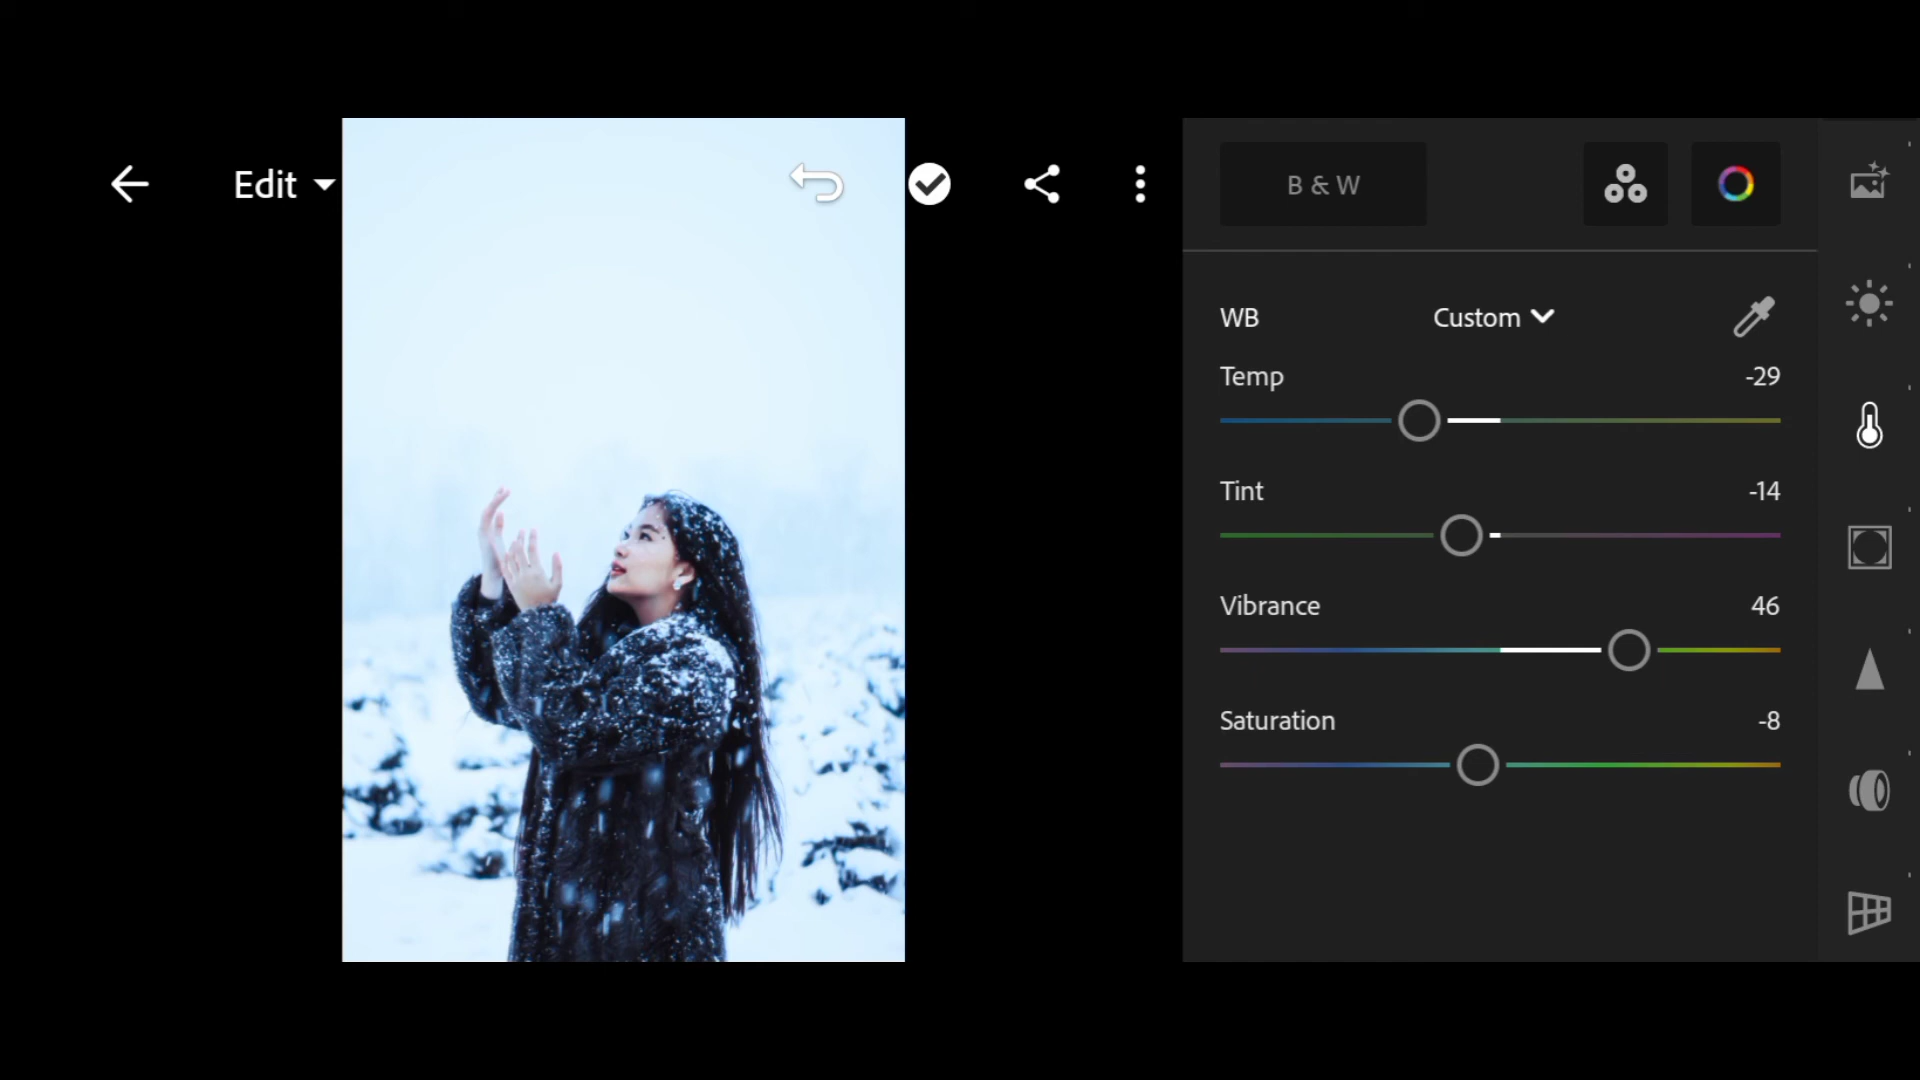 Edit
B & W
WB Custom
Temp -29
Tint -14
Vibrance 46
Saturation -8